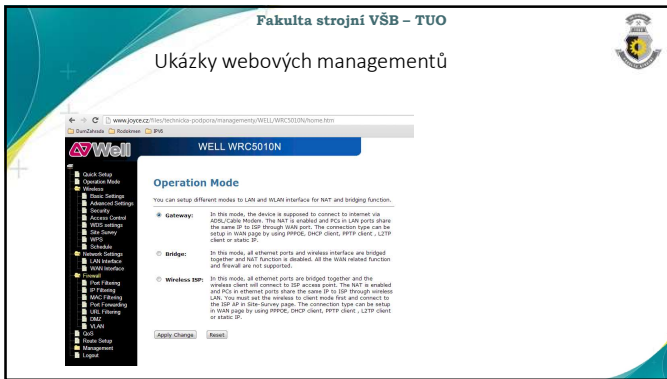 Fakulta strojní VŠB – TUO
Ukázky webových managementů
www.joyce.cz/files/technicka-podpora/managementy/WELL/WRC5010N/home.htm
DumZahrada Rodokmen IPV6
Well
WELL WRC5010N
Quick Setup
Operation Mode
Wireless
Basic Settings
Advanced Settings
Security
Access Control
WDS settings
Site Survey
WPS
Schedule
Network Settings
LAN Interface
WAN Interface
Firewall
Port Filtering
IP Filtering
MAC Filtering
Port Forwarding
URL Filtering
DMZ
VLAN
QoS
Route Setup
Management
Logout
Operation Mode
You can setup different modes to LAN and WLAN interface for NAT and bridging function.
Gateway: In this mode, the device is supposed to connect to internet via
ADSL/Cable Modem. The NAT is enabled and PCs in LAN ports share
the same IP to ISP through WAN port. The connection type can be
setup in WAN page by using PPPOE, DHCP client, PPTP client , L2TP
client or static IP.
Bridge: In this mode, all ethernet ports and wireless interface are bridged
together and NAT function is disabled. All the WAN related function
and firewall are not supported.
Wireless ISP: In this mode, all ethernet ports are bridged together and the
wireless client will connect to ISP access point. The NAT is enabled
and PCs in ethernet ports share the same IP to ISP through wireless
LAN. You must set the wireless to client mode first and connect to
the ISP AP in Site-Survey page. The connection type can be setup
in WAN page by using PPPOE, DHCP client, PPTP client , L2TP client
or static IP.
Apply Change Reset